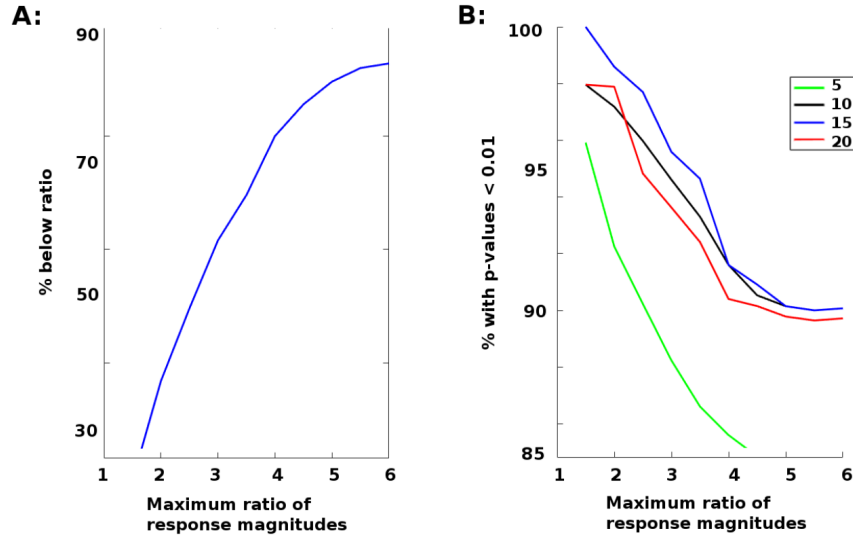 A:
90
70
50
30
% below ratio
1 2 3 4 5 6
Maximum ratio of
response magnitudes
B:
100
95
90
85
% with p-values < 0.01
5
10
15
20
1 2 3 4 5 6
Maximum ratio of
response magnitudes